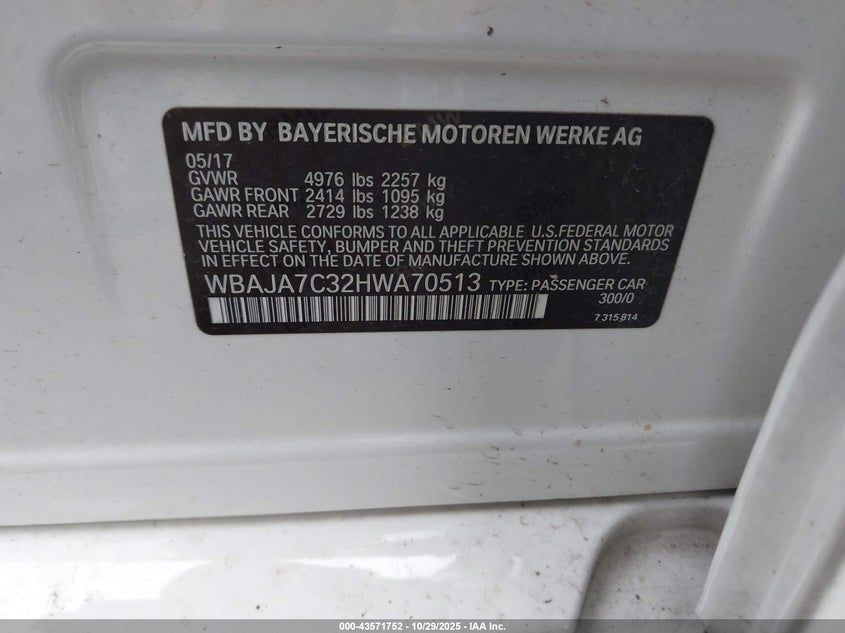 MFD BY BAYERISCHE MOTOREN WERKE AG
05/17
GVWR 4976 lbs 2257 kg
GAWR FRONT 2414 lbs 1095 kg
GAWR REAR 2729 lbs 1238 kg
THIS VEHICLE CONFORMS TO ALL APPLICABLE U.S.FEDERAL MOTOR
VEHICLE SAFETY, BUMPER AND THEFT PREVENTION STANDARDS
IN EFFECT ON THE DATE OF MANUFACTURE SHOWN ABOVE.
WBAJA7C32HWA70513 TYPE: PASSENGER CAR
300/0
7 315 814
000-43571752 - 10/29/2025 - IAA Inc.